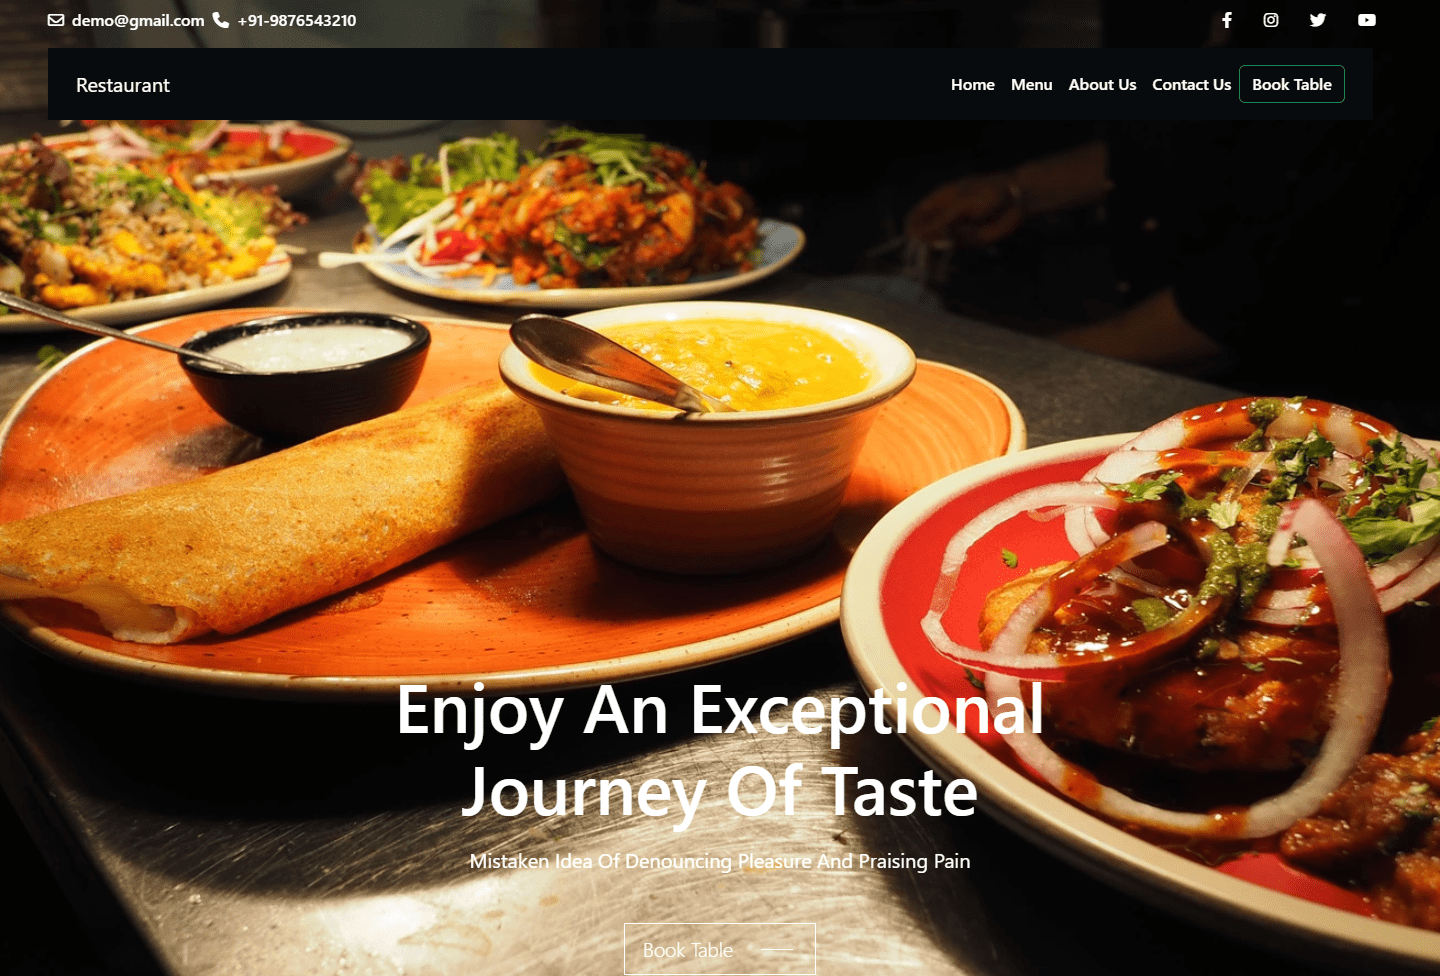 demo@gmail.com +91-9876543210
Restaurant Home Menu About Us Contact Us Book Table
Enjoy An Exceptional
Journey Of Taste
Mistaken Idea Of Denouncing Pleasure And Praising Pain
Book Table